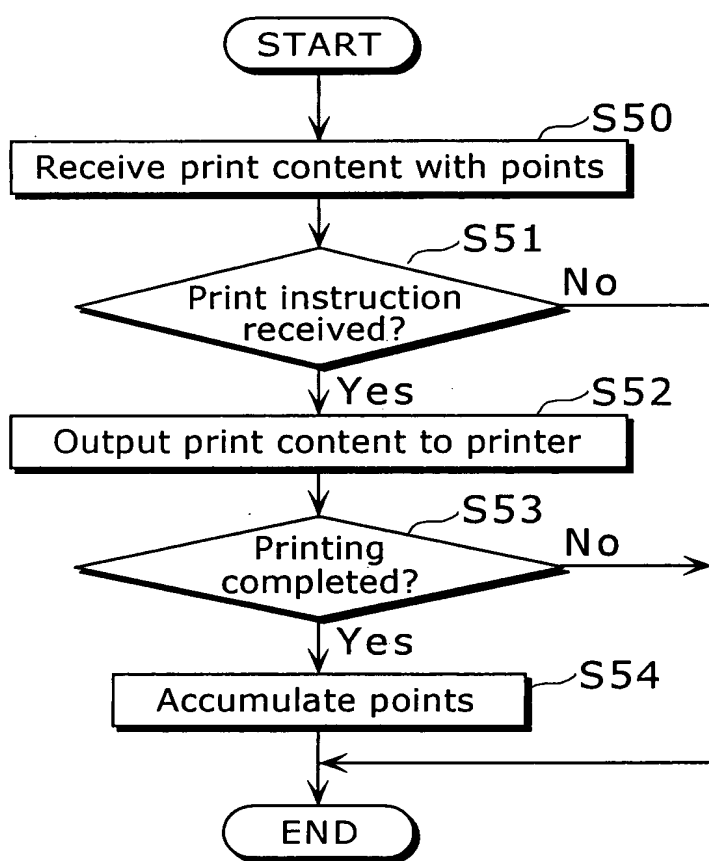 START
S50
Receive print content with points
S51
Print instruction
received?
No
Yes
S52
Output print content to printer
S53
Printing
completed?
No
Yes
S54
Accumulate points
END